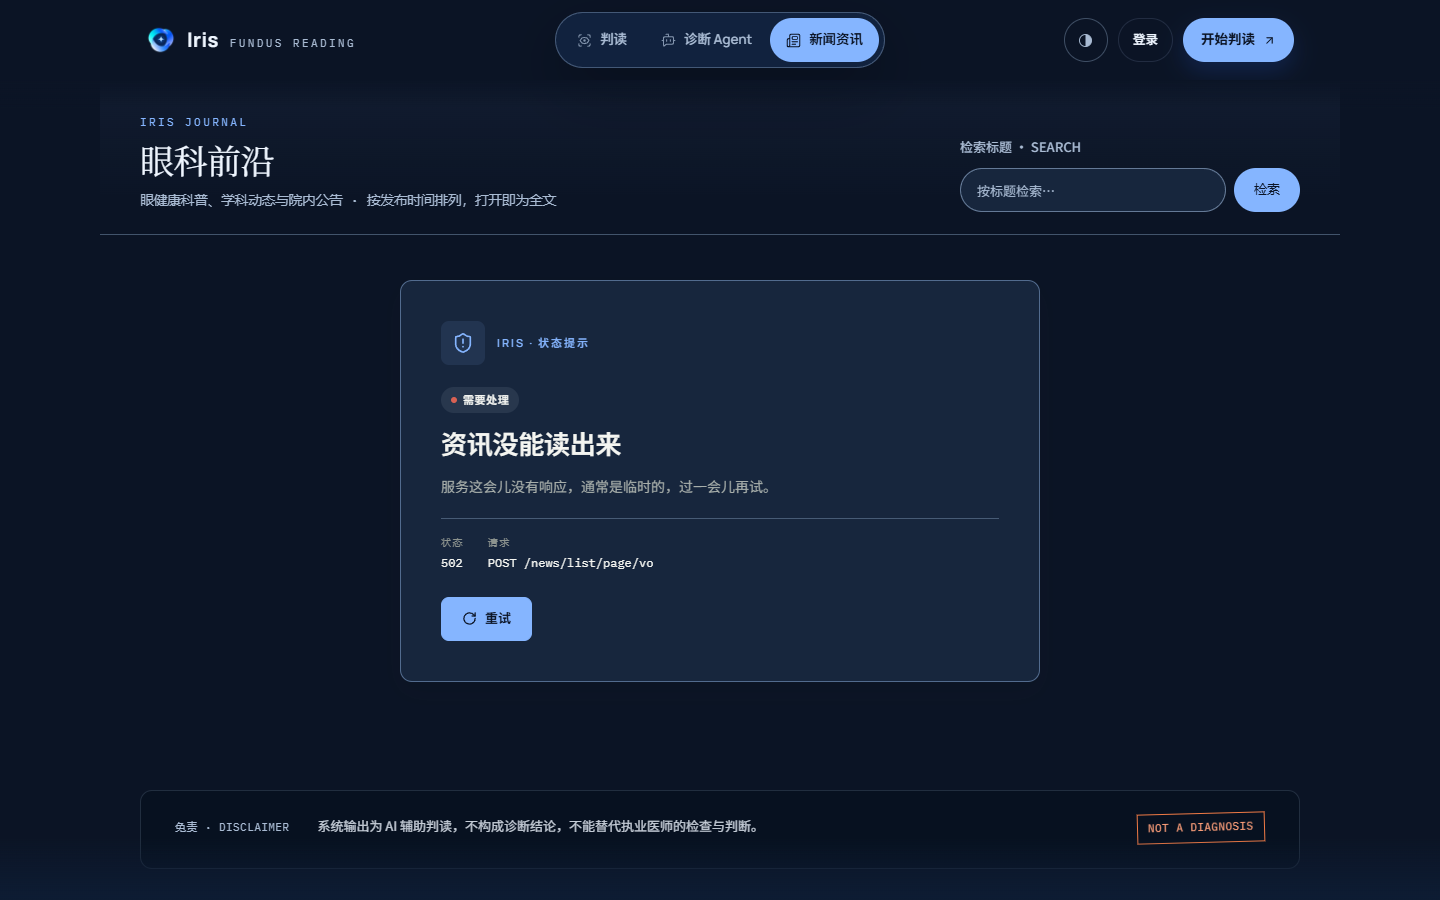 Iris FUNDUS READING
判读
诊断 Agent
新闻资讯
登录
开始判读
IRIS JOURNAL
眼科前沿
眼健康科普、学科动态与院内公告 · 按发布时间排列，打开即为全文
检索标题 • SEARCH
按标题检索…
检索
IRIS · 状态提示
需要处理
资讯没能读出来
服务这会儿没有响应，通常是临时的，过一会儿再试。
状态 请求
502 POST /news/list/page/vo
重试
免责 · DISCLAIMER
系统输出为 AI 辅助判读，不构成诊断结论，不能替代执业医师的检查与判断。
NOT A DIAGNOSIS